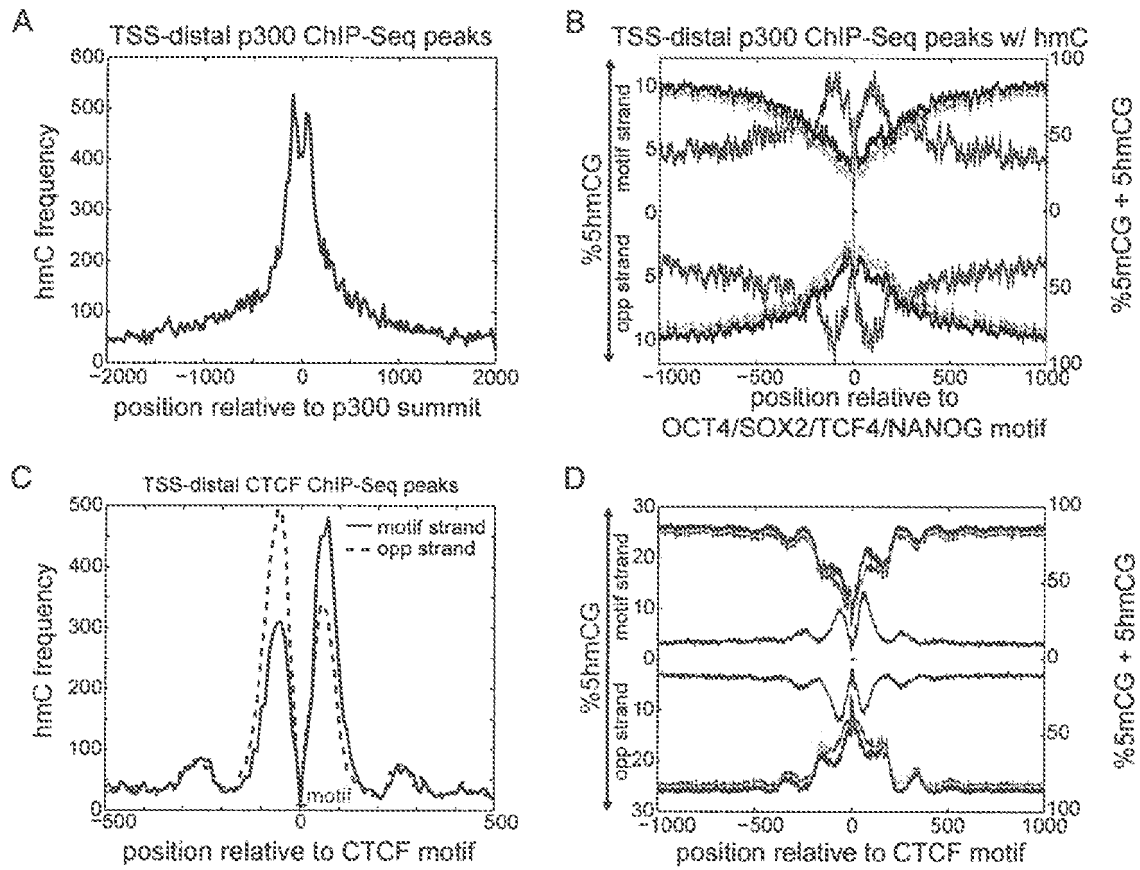 A
TSS-distal p300 ChIP-Seq peaks
hmC frequency
600
500
400
300
200
100
0
−2000 −1000 0 1000 2000
position relative to p300 summit
B
TSS-distal p300 ChIP-Seq peaks w/ hmC
%5hmCG
motif strand
opp strand
10
5
0
5
10
100
50
0
50
100
%5mCG + 5hmCG
−1000 −500 0 500 1000
position relative to
OCT4/SOX2/TCF4/NANOG motif
C
TSS-distal CTCF ChIP-Seq peaks
hmC frequency
500
400
300
200
100
0
motif strand
opp strand
motif
−500 0 500
position relative to CTCF motif
D
%5hmCG
motif strand
opp strand
30
20
10
0
10
20
30
100
50
0
50
100
%5mCG + 5hmCG
−1000 −500 0 500 1000
position relative to CTCF motif